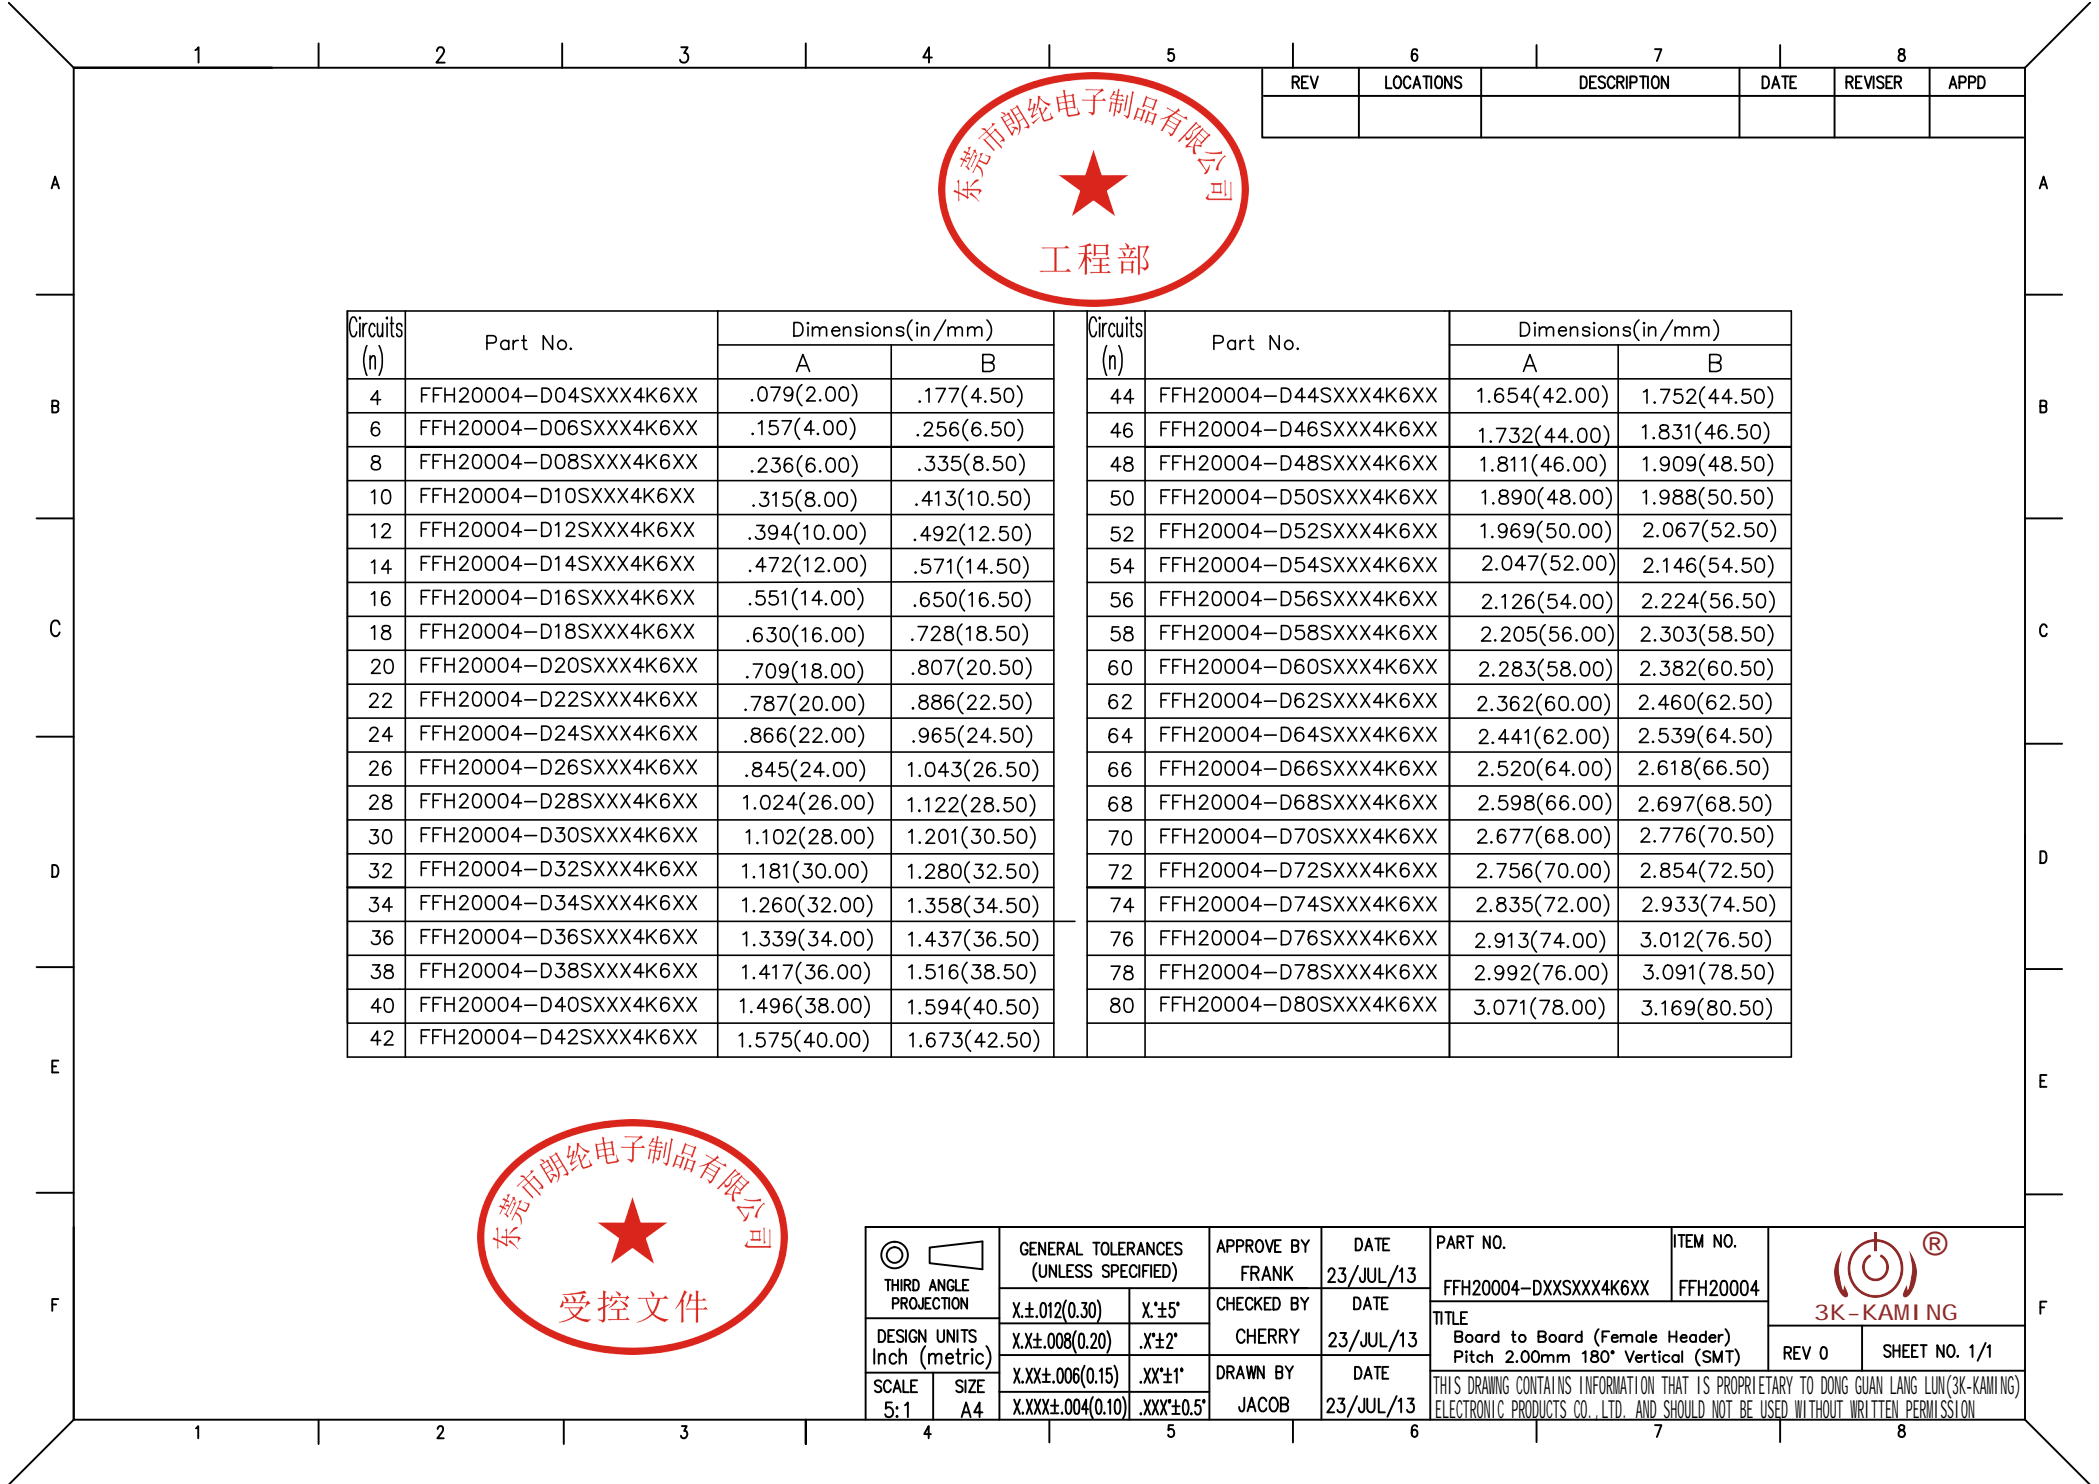 1 2 3 4 5 6 7 8
REV LOCATIONS DESCRIPTION DATE REVISER APPD
东莞市朗纶电子制品有限公司
工程部
A A
B B
C C
D D
E E
F F
Circuits (n) Part No. Dimensions(in/mm) A B Circuits (n) Part No. Dimensions(in/mm) A B
4 FFH20004-D04SXXX4K6XX .079(2.00) .177(4.50) 44 FFH20004-D44SXXX4K6XX 1.654(42.00) 1.752(44.50)
6 FFH20004-D06SXXX4K6XX .157(4.00) .256(6.50) 46 FFH20004-D46SXXX4K6XX 1.732(44.00) 1.831(46.50)
8 FFH20004-D08SXXX4K6XX .236(6.00) .335(8.50) 48 FFH20004-D48SXXX4K6XX 1.811(46.00) 1.909(48.50)
10 FFH20004-D10SXXX4K6XX .315(8.00) .413(10.50) 50 FFH20004-D50SXXX4K6XX 1.890(48.00) 1.988(50.50)
12 FFH20004-D12SXXX4K6XX .394(10.00) .492(12.50) 52 FFH20004-D52SXXX4K6XX 1.969(50.00) 2.067(52.50)
14 FFH20004-D14SXXX4K6XX .472(12.00) .571(14.50) 54 FFH20004-D54SXXX4K6XX 2.047(52.00) 2.146(54.50)
16 FFH20004-D16SXXX4K6XX .551(14.00) .650(16.50) 56 FFH20004-D56SXXX4K6XX 2.126(54.00) 2.224(56.50)
18 FFH20004-D18SXXX4K6XX .630(16.00) .728(18.50) 58 FFH20004-D58SXXX4K6XX 2.205(56.00) 2.303(58.50)
20 FFH20004-D20SXXX4K6XX .709(18.00) .807(20.50) 60 FFH20004-D60SXXX4K6XX 2.283(58.00) 2.382(60.50)
22 FFH20004-D22SXXX4K6XX .787(20.00) .886(22.50) 62 FFH20004-D62SXXX4K6XX 2.362(60.00) 2.460(62.50)
24 FFH20004-D24SXXX4K6XX .866(22.00) .965(24.50) 64 FFH20004-D64SXXX4K6XX 2.441(62.00) 2.539(64.50)
26 FFH20004-D26SXXX4K6XX .845(24.00) 1.043(26.50) 66 FFH20004-D66SXXX4K6XX 2.520(64.00) 2.618(66.50)
28 FFH20004-D28SXXX4K6XX 1.024(26.00) 1.122(28.50) 68 FFH20004-D68SXXX4K6XX 2.598(66.00) 2.697(68.50)
30 FFH20004-D30SXXX4K6XX 1.102(28.00) 1.201(30.50) 70 FFH20004-D70SXXX4K6XX 2.677(68.00) 2.776(70.50)
32 FFH20004-D32SXXX4K6XX 1.181(30.00) 1.280(32.50) 72 FFH20004-D72SXXX4K6XX 2.756(70.00) 2.854(72.50)
34 FFH20004-D34SXXX4K6XX 1.260(32.00) 1.358(34.50) 74 FFH20004-D74SXXX4K6XX 2.835(72.00) 2.933(74.50)
36 FFH20004-D36SXXX4K6XX 1.339(34.00) 1.437(36.50) 76 FFH20004-D76SXXX4K6XX 2.913(74.00) 3.012(76.50)
38 FFH20004-D38SXXX4K6XX 1.417(36.00) 1.516(38.50) 78 FFH20004-D78SXXX4K6XX 2.992(76.00) 3.091(78.50)
40 FFH20004-D40SXXX4K6XX 1.496(38.00) 1.594(40.50) 80 FFH20004-D80SXXX4K6XX 3.071(78.00) 3.169(80.50)
42 FFH20004-D42SXXX4K6XX 1.575(40.00) 1.673(42.50)
东莞市朗纶电子制品有限公司
受控文件
THIRD ANGLE
PROJECTION
DESIGN UNITS
Inch (metric)
SCALE SIZE
5:1 A4
GENERAL TOLERANCES
(UNLESS SPECIFIED)
X.±.012(0.30) X.°±5°
X.X±.008(0.20) .X°±2°
X.XX±.006(0.15) .XX°±1°
X.XXX±.004(0.10) .XXX°±0.5°
APPROVE BY DATE
FRANK 23/JUL/13
CHECKED BY DATE
CHERRY 23/JUL/13
DRAWN BY DATE
JACOB 23/JUL/13
PART NO. ITEM NO.
FFH20004-DXXSXXX4K6XX FFH20004
TITLE
Board to Board (Female Header)
Pitch 2.00mm 180° Vertical (SMT)
®
3K-KAMING
REV 0 SHEET NO. 1/1
THIS DRAWNG CONTAINS INFORMATION THAT IS PROPRIETARY TO DONG GUAN LANG LUN(3K-KAMING)
ELECTRONIC PRODUCTS CO.,LTD. AND SHOULD NOT BE USED WITHOUT WRITTEN PERMISSION
1 2 3 4 5 6 7 8